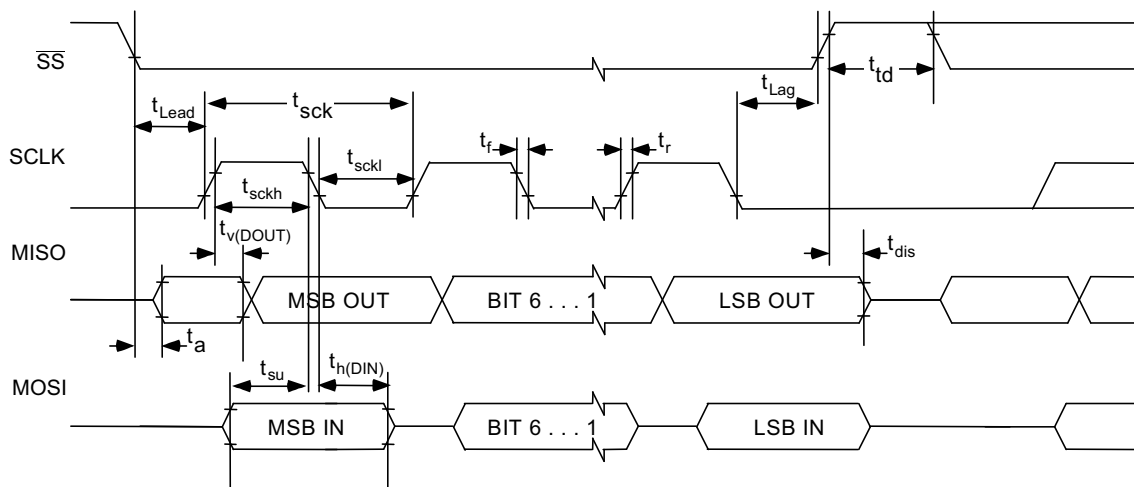 SS
t_td
t_Lag
t_Lead
t_sck
SCLK
t_f
t_r
t_sckl
t_sckh
t_v(DOUT)
MISO
t_dis
MSB OUT
BIT 6 . . . 1
LSB OUT
t_a
MOSI
t_su
t_h(DIN)
MSB IN
BIT 6 . . . 1
LSB IN